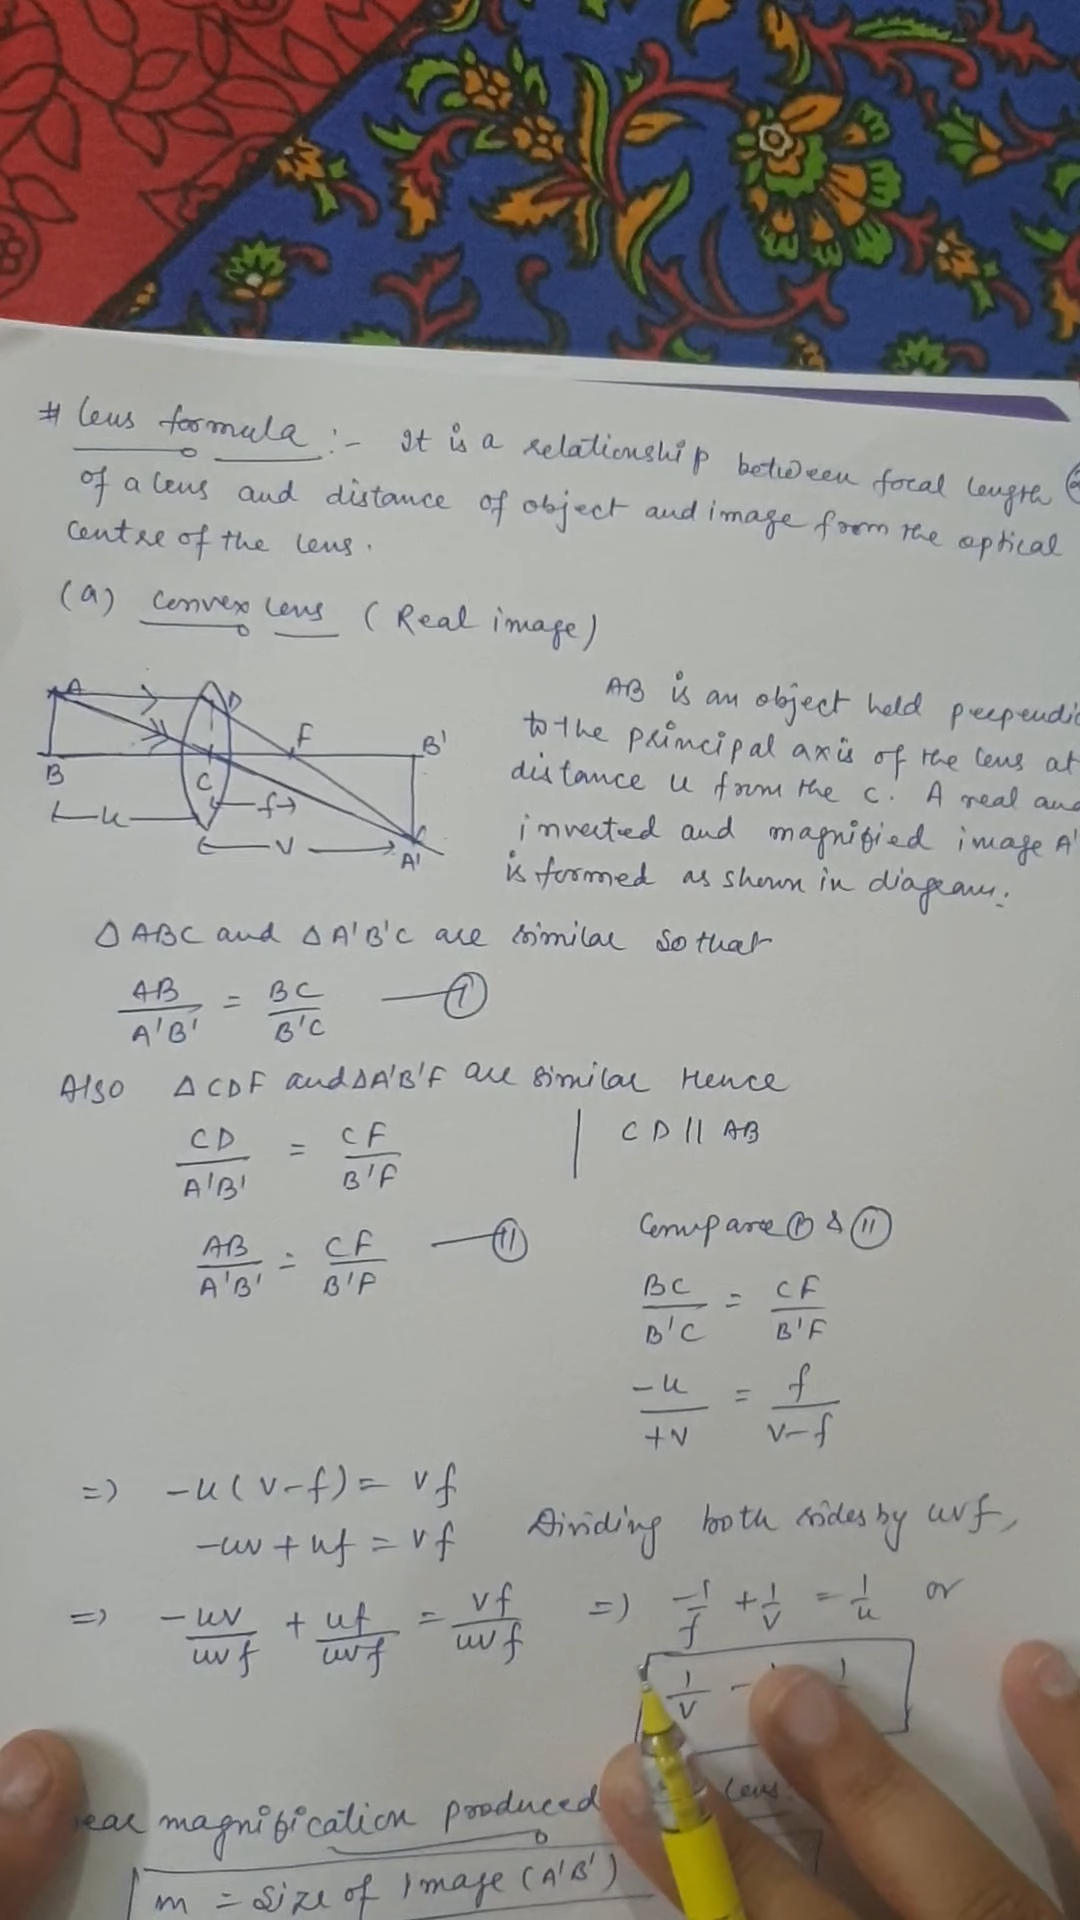 # Lens formula :- It is a relationship between focal length
of a lens and distance of object and image from the optical
centre of the lens.
(a) Convex lens (Real image)
A
D
F
B'
B
C
u
f
v
A'
AB is an object held perpendic
to the principal axis of the lens at
distance u from the C. A real and
inverted and magnified image A'
is formed as shown in diagram.
Δ ABC and Δ A'B'C are similar so that
AB/A'B' = BC/B'C — I
Also Δ CDF and Δ A'B'F are similar Hence
CD/A'B' = CF/B'F | CD || AB
AB/A'B' = CF/B'F — II
Compare I & II
BC/B'C = CF/B'F
-u/+v = f/v-f
=> -u(v-f) = vf
-uv + uf = vf Dividing both sides by uvf,
=> -uv/uvf + uf/uvf = vf/uvf => -1/f + 1/v = 1/u or
1/v -
magnification produced lens
m = Size of Image (A'B')